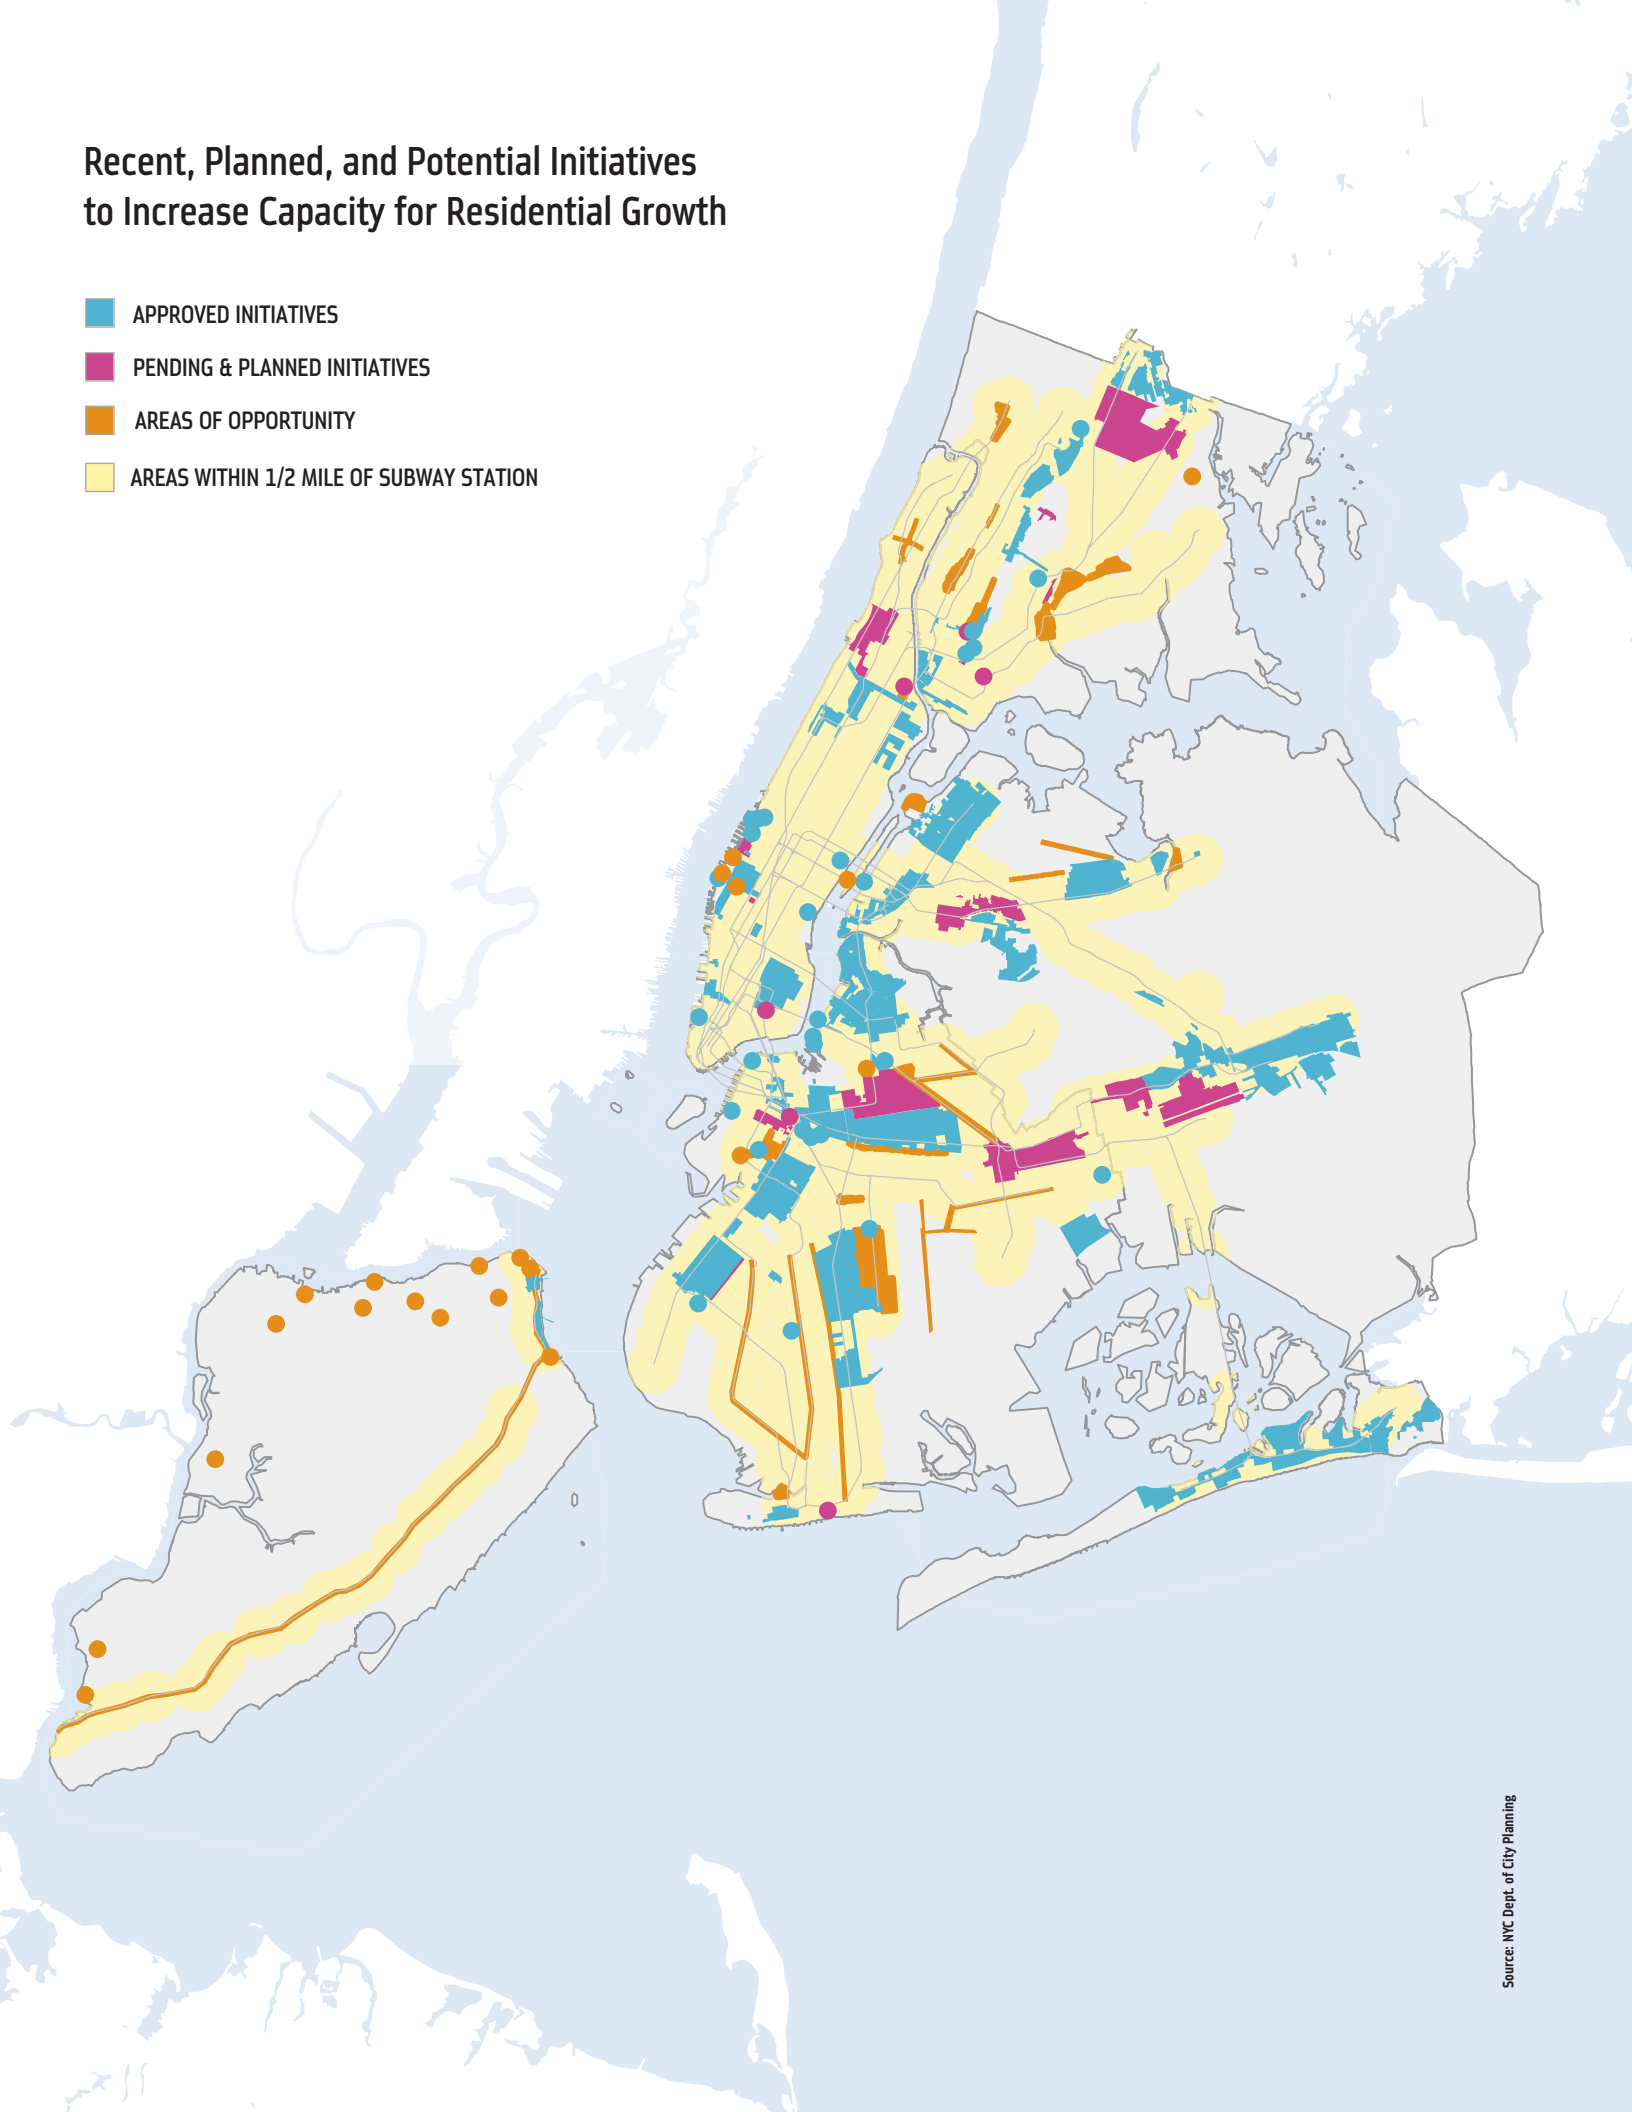 Recent, Planned, and Potential Initiatives
to Increase Capacity for Residential Growth
APPROVED INITIATIVES
PENDING & PLANNED INITIATIVES
AREAS OF OPPORTUNITY
AREAS WITHIN 1/2 MILE OF SUBWAY STATION
Source: NYC Dept. of City Planning